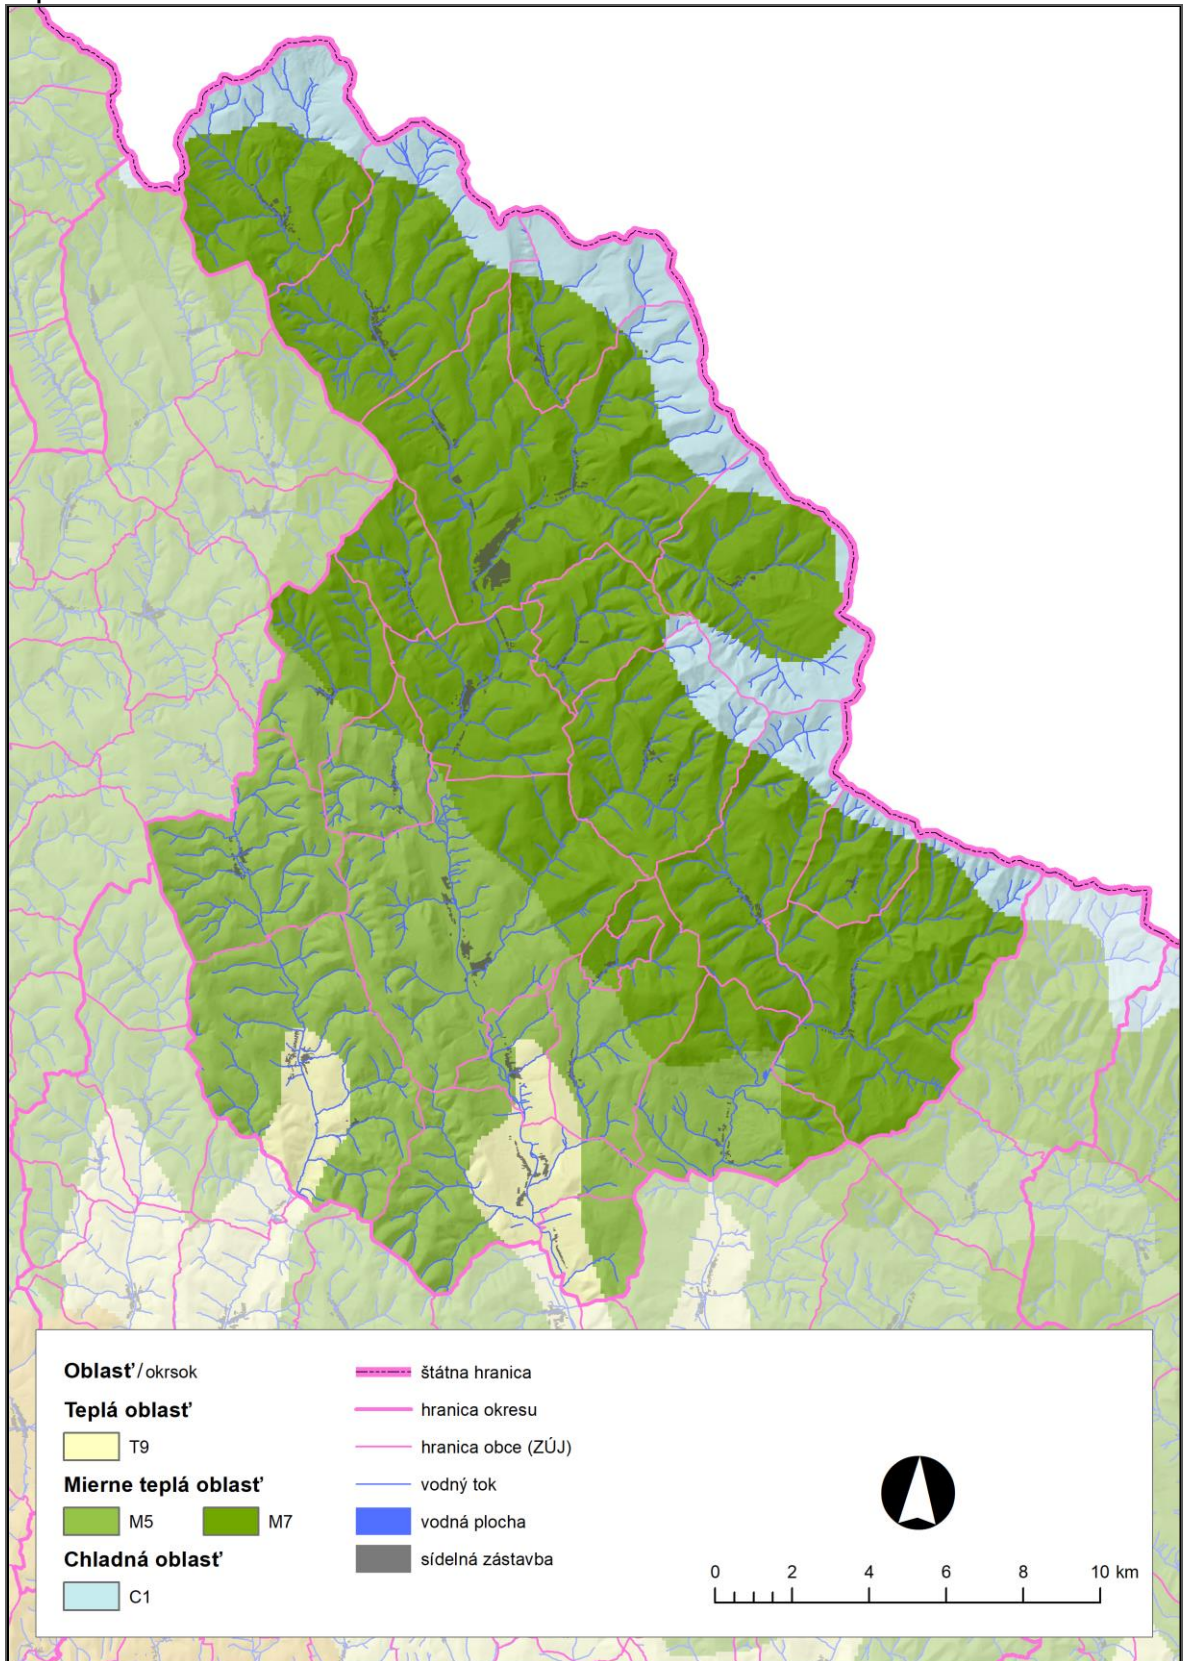 Oblasť / okrsok
Teplá oblasť
T9
Mierne teplá oblasť
M5 M7
Chladná oblasť
C1
štátna hranica
hranica okresu
hranica obce (ZÚJ)
vodný tok
vodná plocha
sídelná zástavba
0 2 4 6 8 10 km